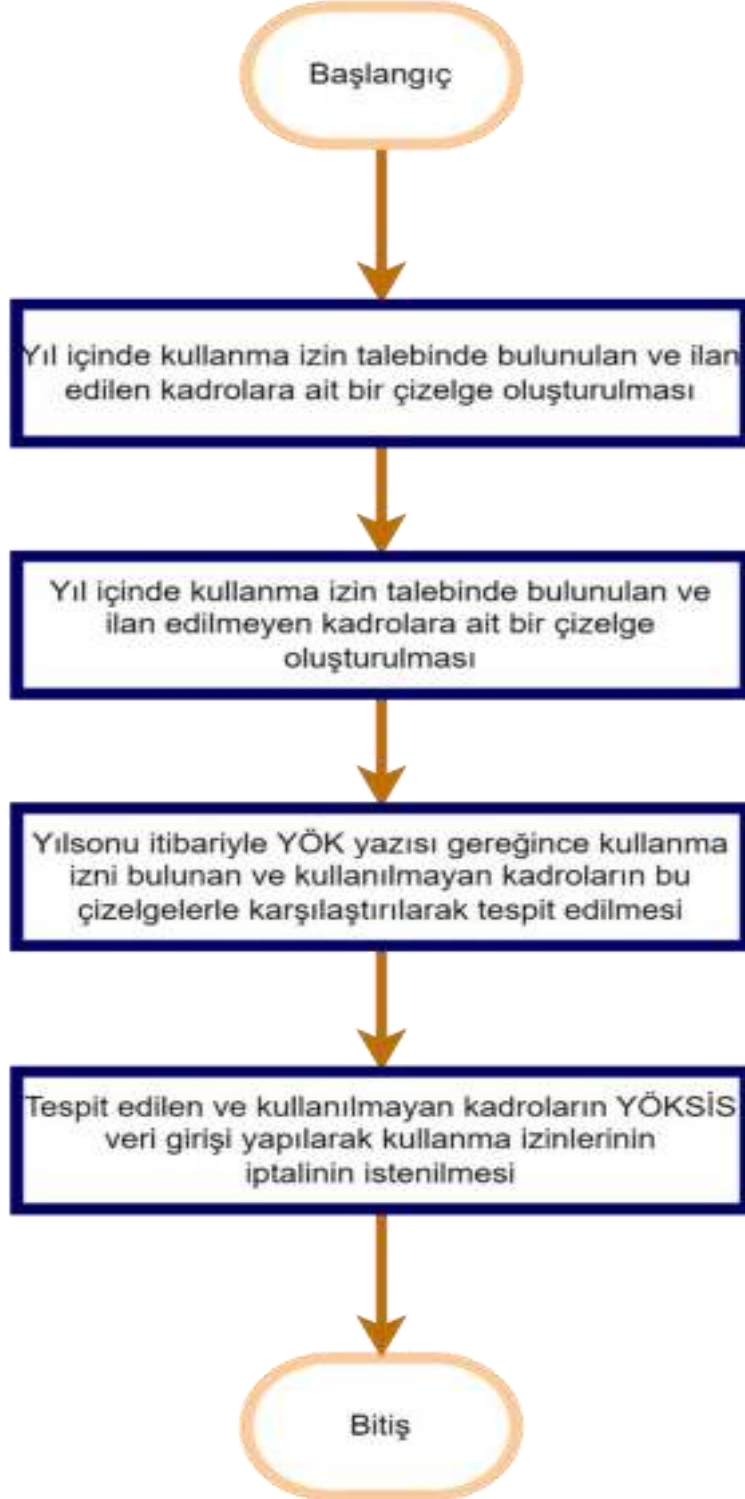 Başlangıç
Yıl içinde kullanma izin talebinde bulunulan ve ilan
edilen kadrolara ait bir çizelge oluşturulması
Yıl içinde kullanma izin talebinde bulunulan ve
ilan edilmeyen kadrolara ait bir çizelge
oluşturulması
Yılsonu itibariyle YÖK yazısı gereğince kullanma
izni bulunan ve kullanılmayan kadroların bu
çizelgelerle karşılaştırılarak tespit edilmesi
Tespit edilen ve kullanılmayan kadroların YÖKSİS
veri girişi yapılarak kullanma izinlerinin
iptalinin istenilmesi
Bitiş